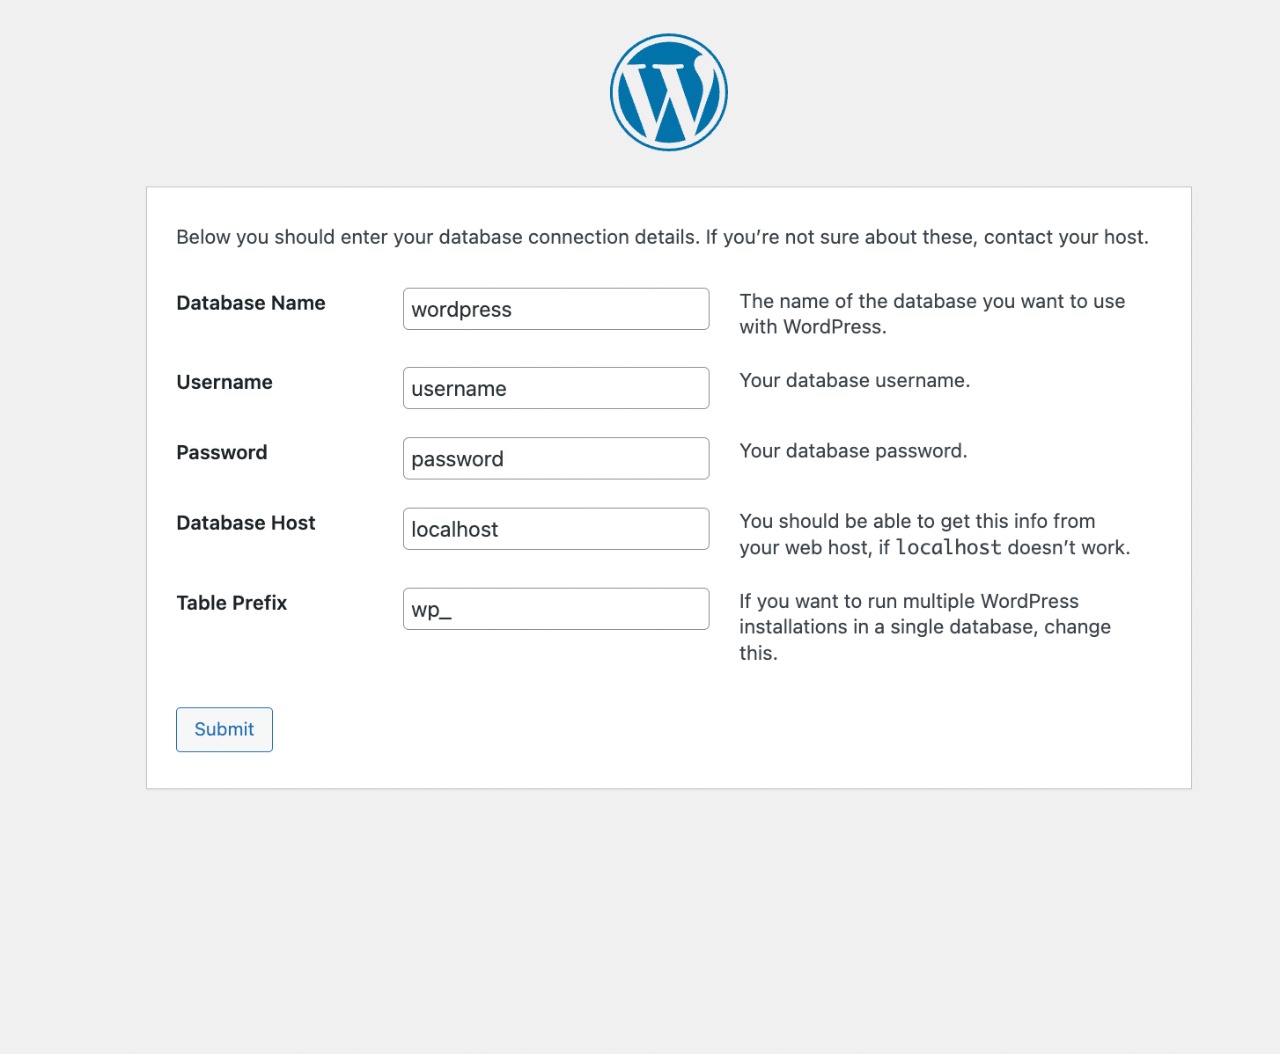 Below you should enter your database connection details. If you’re not sure about these, contact your host.
Database Name
wordpress
The name of the database you want to use
with WordPress.
Username
username
Your database username.
Password
password
Your database password.
Database Host
localhost
You should be able to get this info from
your web host, if localhost doesn’t work.
Table Prefix
wp_
If you want to run multiple WordPress
installations in a single database, change
this.
Submit